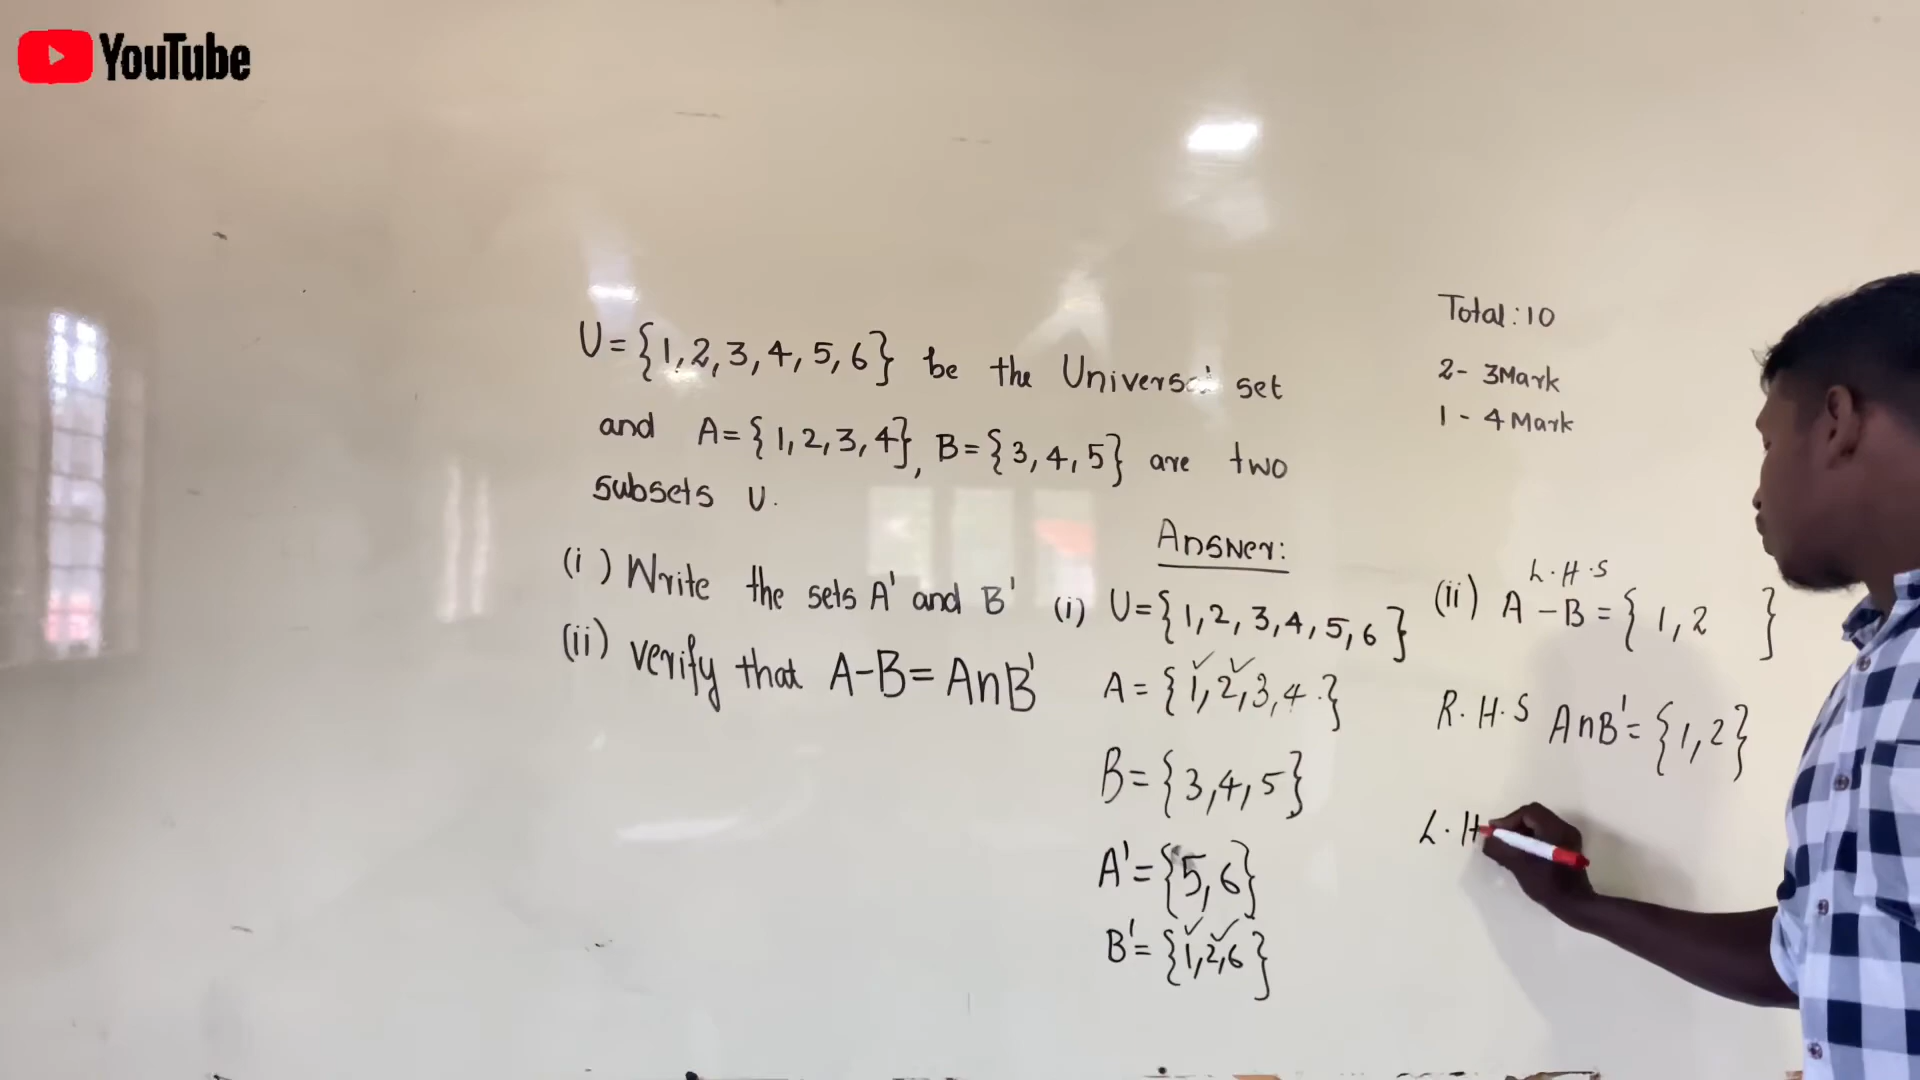 YouTube
U={1,2,3,4,5,6} be the Universal set
and A={1,2,3,4}, B={3,4,5} are two
subsets U.
(i) Write the sets A' and B'
(ii) verify that A-B=A∩B'
Total:10
2- 3Mark
1 - 4 Mark
Answer:
(i) U={1,2,3,4,5,6}
A={1,2,3,4.}
B={3,4,5}
A'={5,6}
B'={1,2,6}
L.H.S
(ii) A-B={1,2 }
R.H.S A∩B'={1,2}
L.H